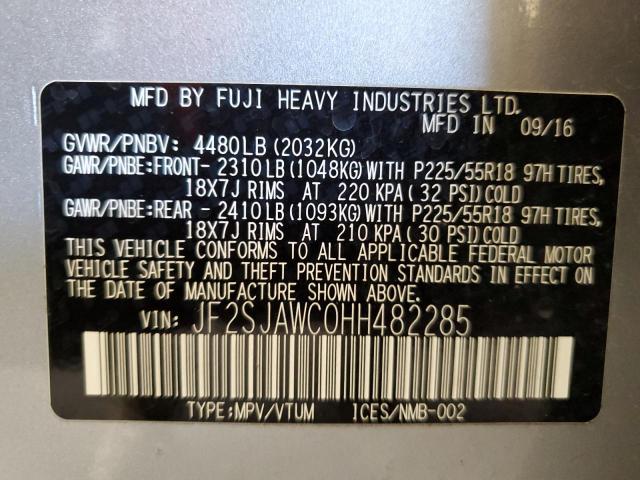 MFD BY FUJI HEAVY INDUSTRIES LTD.
MFD IN 09/16
GVWR/PNBV: 4480LB(2032KG)
GAWR/PNBE:FRONT- 2310LB(1048KG)WITH P225/55R18 97H TIRES,
18X7J RIMS AT 220 KPA(32 PSI)COLD
GAWR/PNBE:REAR - 2410LB(1093KG)WITH P225/55R18 97H TIRES,
18X7J RIMS AT 210 KPA(30 PSI)COLD
THIS VEHICLE CONFORMS TO ALL APPLICABLE FEDERAL MOTOR
VEHICLE SAFETY AND THEFT PREVENTION STANDARDS IN EFFECT ON
THE DATE OF MANUFACTURE SHOWN ABOVE.
VIN: JF2SJAWC0HH482285
TYPE:MPV/VTUM ICES/NMB-002